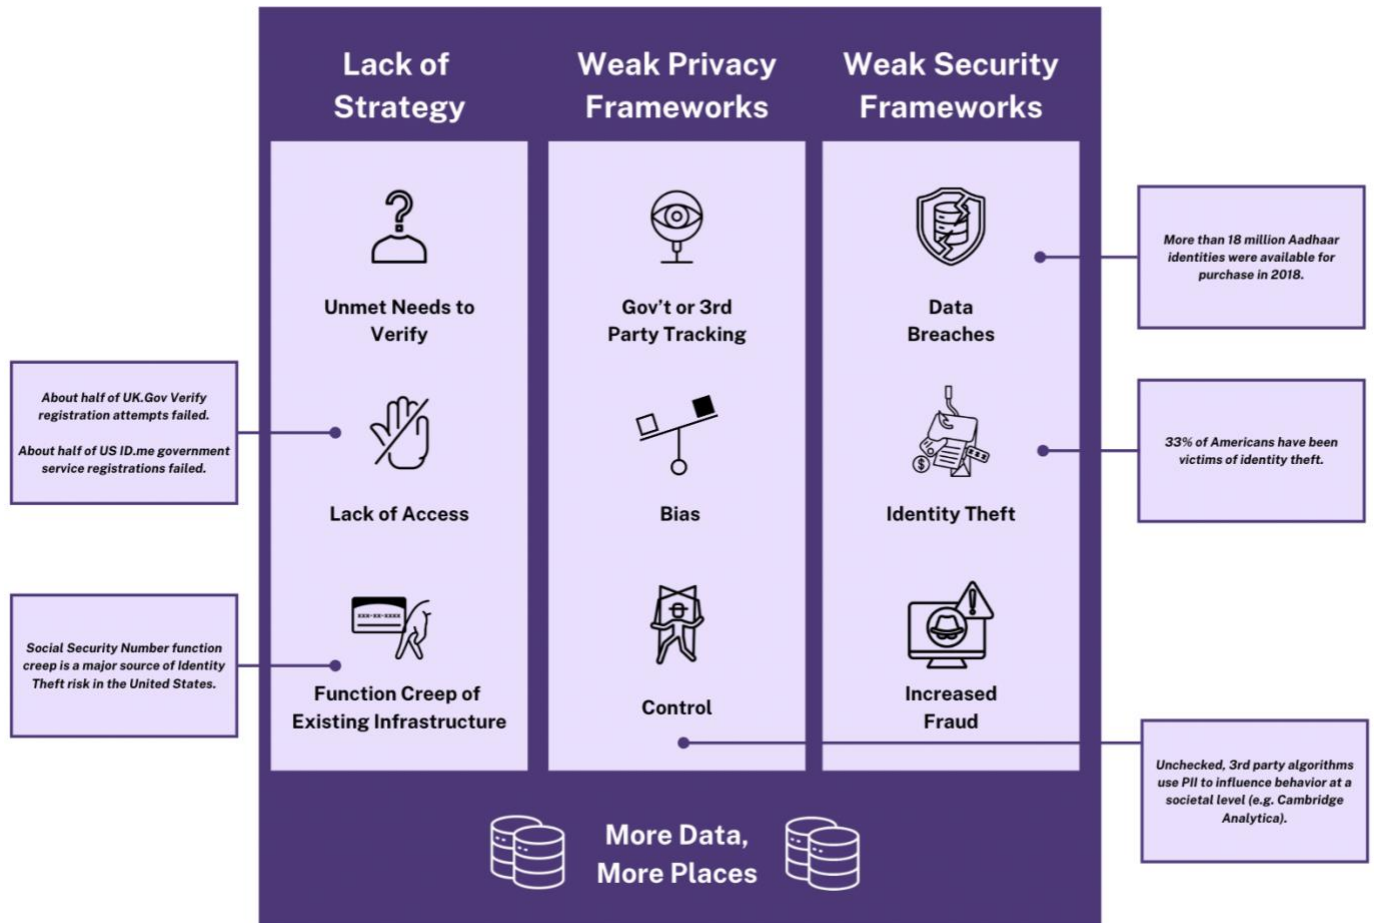 Lack of
Strategy
Weak Privacy
Frameworks
Weak Security
Frameworks
Unmet Needs to
Verify
Gov't or 3rd
Party Tracking
Data
Breaches
More than 18 million Aadhaar
identities were available for
purchase in 2018.
About half of UK.Gov Verify
registration attempts failed.
About half of US ID.me government
service registrations failed.
Lack of Access
Bias
Identity Theft
33% of Americans have been
victims of identity theft.
Social Security Number function
creep is a major source of Identity
Theft risk in the United States.
xxx-xx-xxxx
Function Creep of
Existing Infrastructure
Control
Increased
Fraud
Unchecked, 3rd party algorithms
use PII to influence behavior at a
societal level (e.g. Cambridge
Analytica).
More Data,
More Places